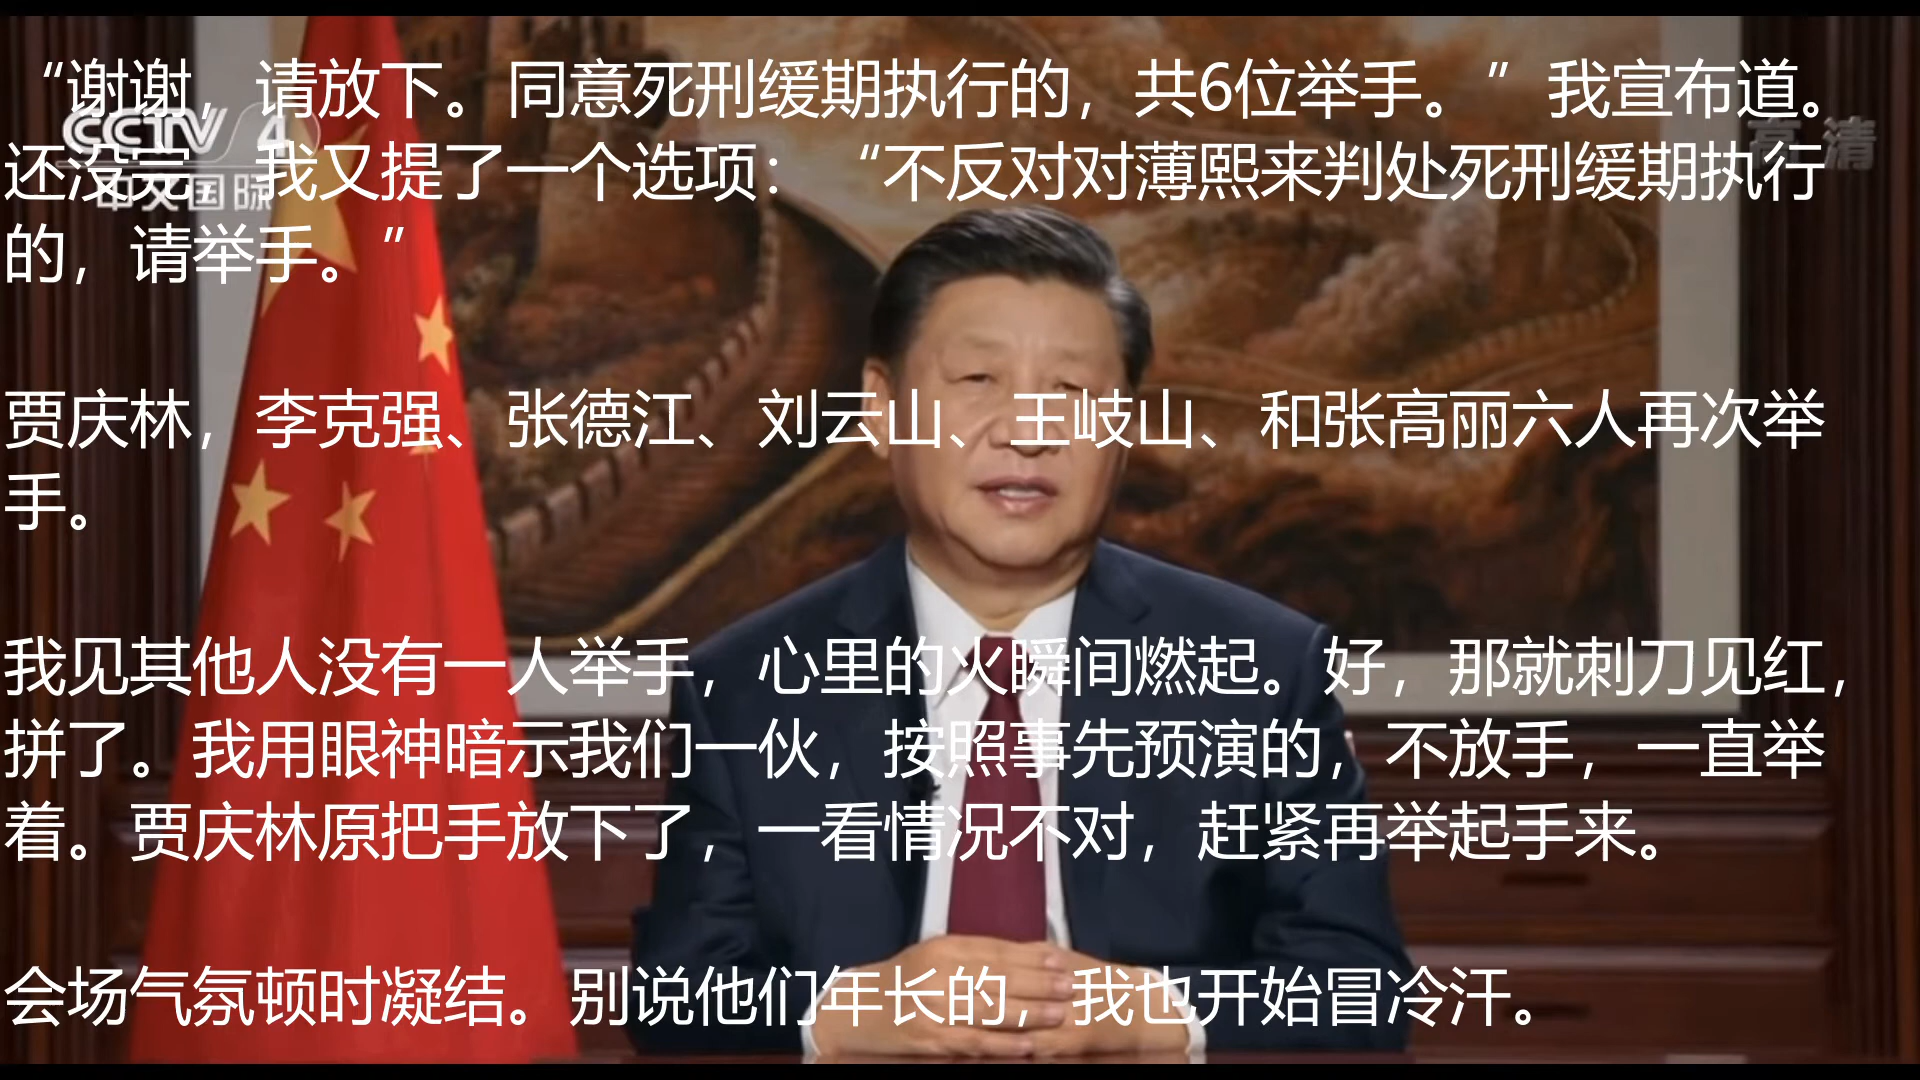 “谢谢，请放下。同意死刑缓期执行的，共6位举手。”我宣布道。
还没完，我又提了一个选项：“不反对对薄熙来判处死刑缓期执行
的，请举手。”
贾庆林，李克强、张德江、刘云山、王岐山、和张高丽六人再次举
手。
我见其他人没有一人举手，心里的火瞬间燃起。好，那就刺刀见红，
拼了。我用眼神暗示我们一伙，按照事先预演的，不放手，一直举
着。贾庆林原把手放下了，一看情况不对，赶紧再举起手来。
会场气氛顿时凝结。别说他们年长的，我也开始冒冷汗。
CCTV 4
中文国际
高清